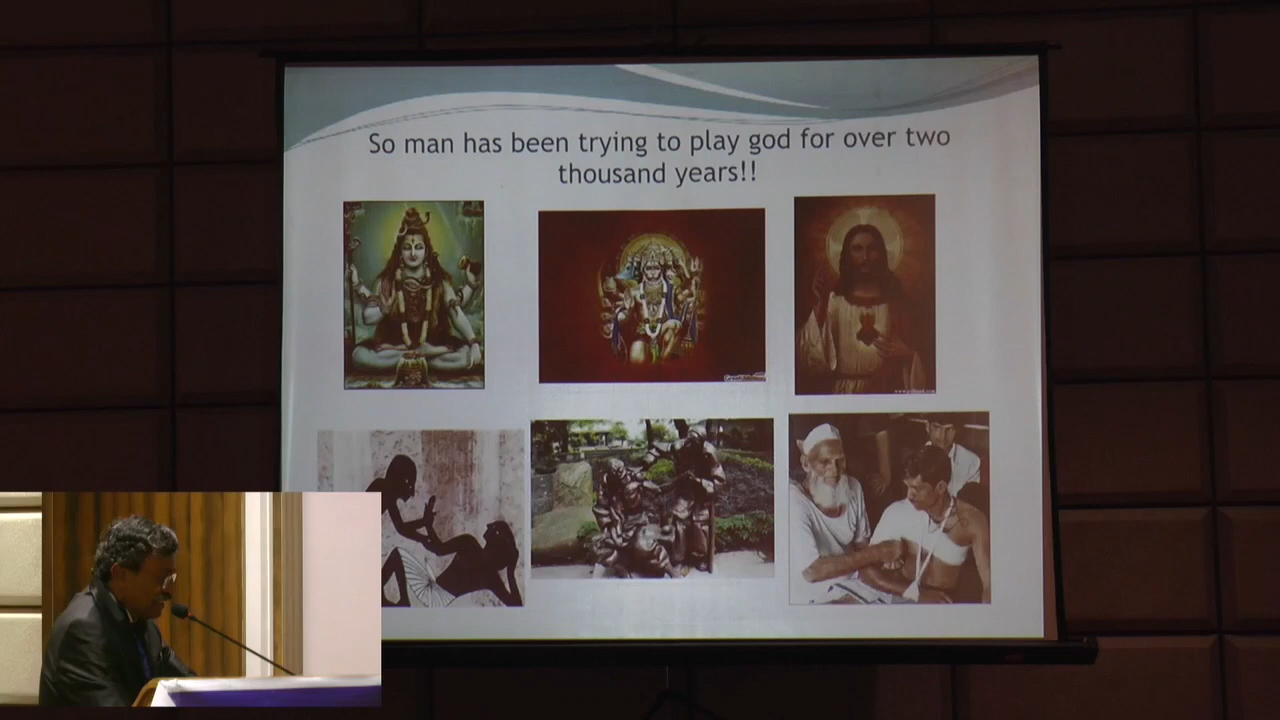 So man has been trying to play god for over two
thousand years!!